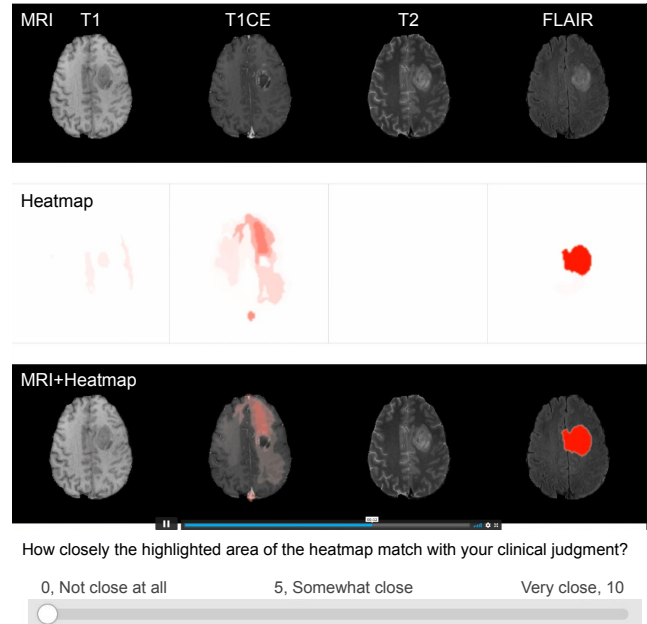 MRI T1 T1CE T2 FLAIR
Heatmap
MRI+Heatmap
How closely the highlighted area of the heatmap match with your clinical judgment?
0, Not close at all 5, Somewhat close Very close, 10